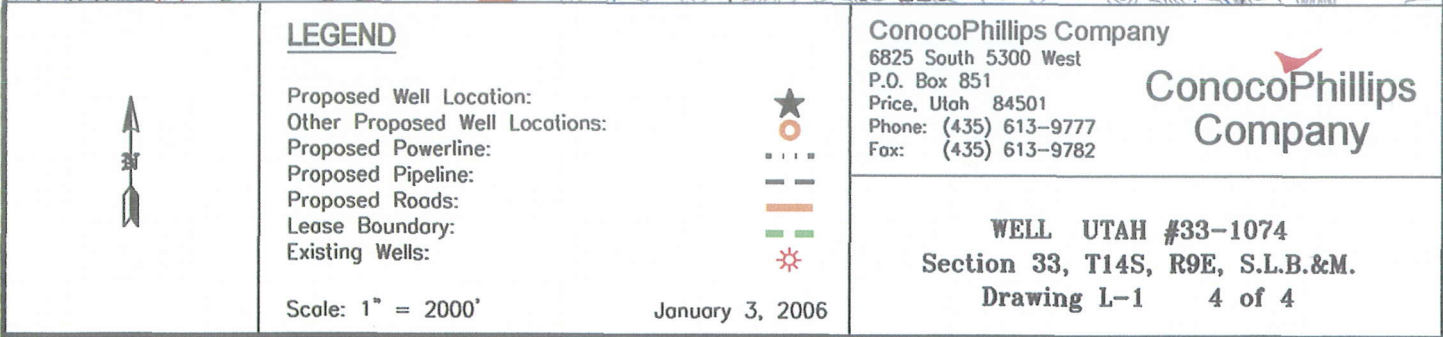 N
LEGEND
Proposed Well Location:
Other Proposed Well Locations:
Proposed Powerline:
Proposed Pipeline:
Proposed Roads:
Lease Boundary:
Existing Wells:
Scale: 1" = 2000'
January 3, 2006
ConocoPhillips Company
6825 South 5300 West
P.O. Box 851
Price, Utah 84501
Phone: (435) 613-9777
Fax: (435) 613-9782
ConocoPhillips
Company
WELL UTAH #33-1074
Section 33, T14S, R9E, S.L.B.&M.
Drawing L-1 4 of 4